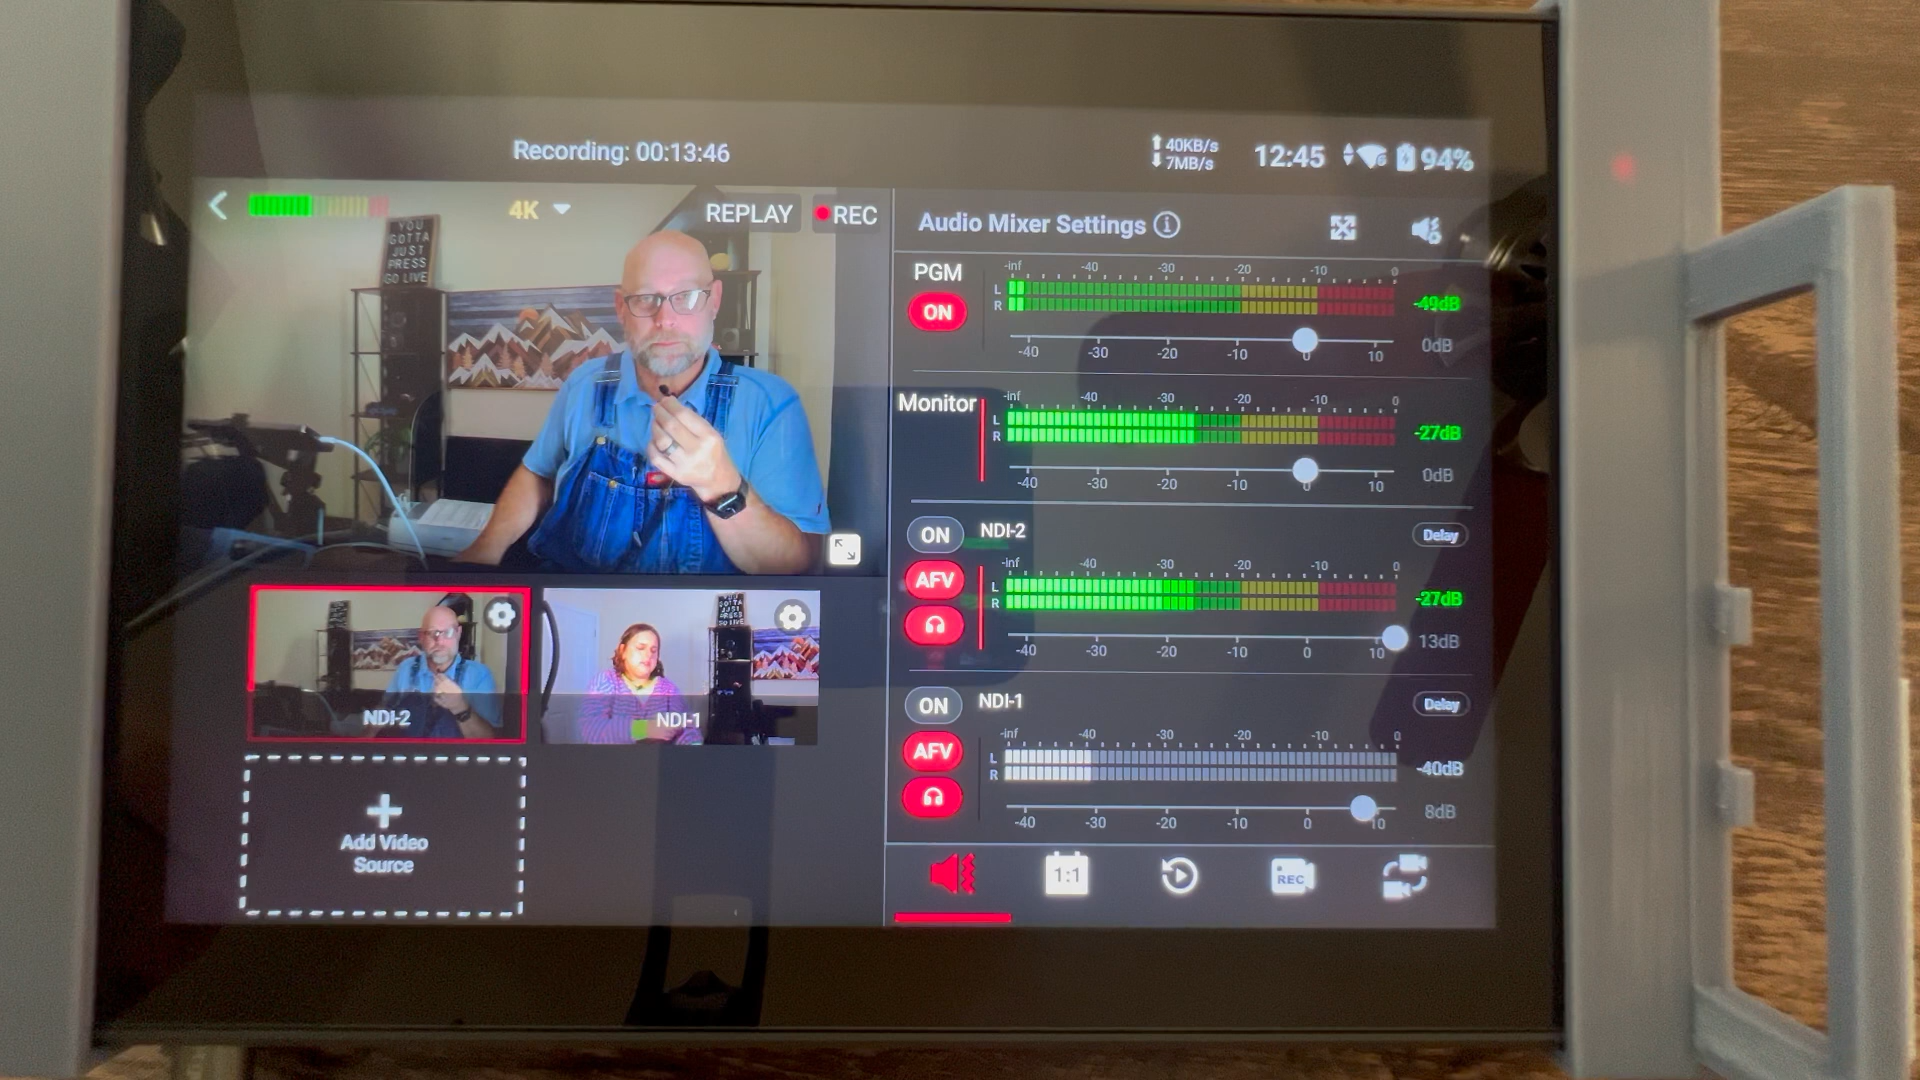 Recording: 00:13:46
40KB/s
7MB/s
12:45
94%
4K
REPLAY
REC
YOU
GOTTA
JUST
PRESS
GO LIVE
NDI-2
NDI-1
Add Video
Source
Audio Mixer Settings
PGM
ON
-inf -40 -30 -20 -10 0
L
R
-49dB
-40 -30 -20 -10 0 10
0dB
Monitor
-inf -40 -30 -20 -10 0
L
R
-27dB
-40 -30 -20 -10 0 10
0dB
ON
NDI-2
Delay
AFV
-inf -40 -30 -20 -10 0
L
R
-27dB
-40 -30 -20 -10 0 10
13dB
ON
NDI-1
Delay
AFV
-inf -40 -30 -20 -10 0
L
R
-40dB
-40 -30 -20 -10 0 10
8dB
1:1
REC